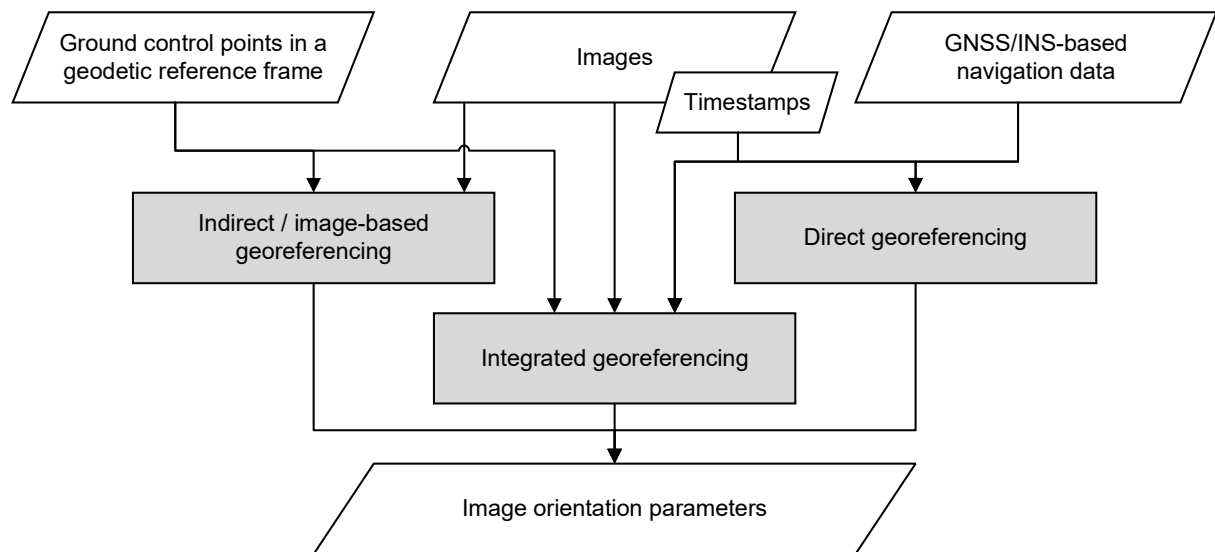 Ground control points in a
geodetic reference frame
Images
Timestamps
GNSS/INS-based
navigation data
Indirect / image-based
georeferencing
Direct georeferencing
Integrated georeferencing
Image orientation parameters